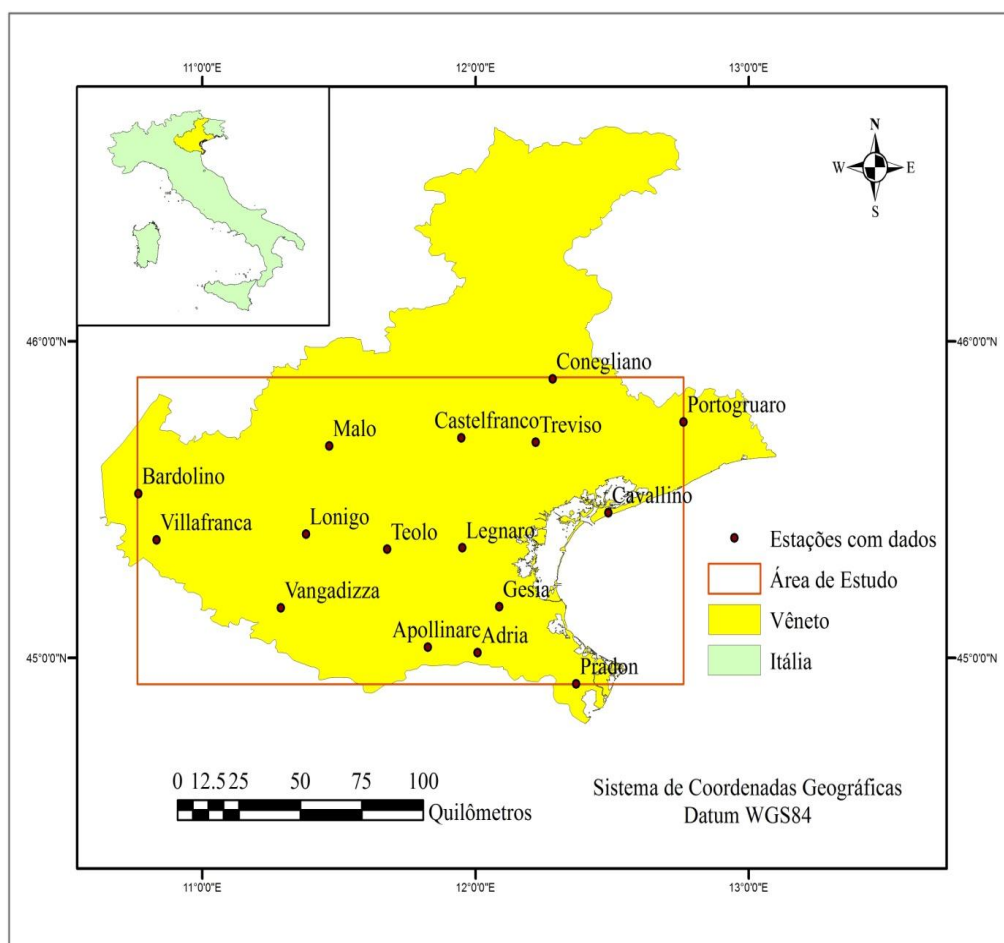 11°0'0"E
12°0'0"E
13°0'0"E
N
W
E
S
46°0'0"N
46°0'0"N
Conegliano
Portogruaro
Malo
Castelfranco
Treviso
Bardolino
Cavallino
Villafranca
Lonigo
Teolo
Legnaro
Estações com dados
Área de Estudo
Vangadizza
Gesia
Vêneto
Apollinare
Adria
45°0'0"N
45°0'0"N
Pradon
Itália
0 12.5 25 50 75 100
Quilômetros
Sistema de Coordenadas Geográficas
Datum WGS84
11°0'0"E
12°0'0"E
13°0'0"E